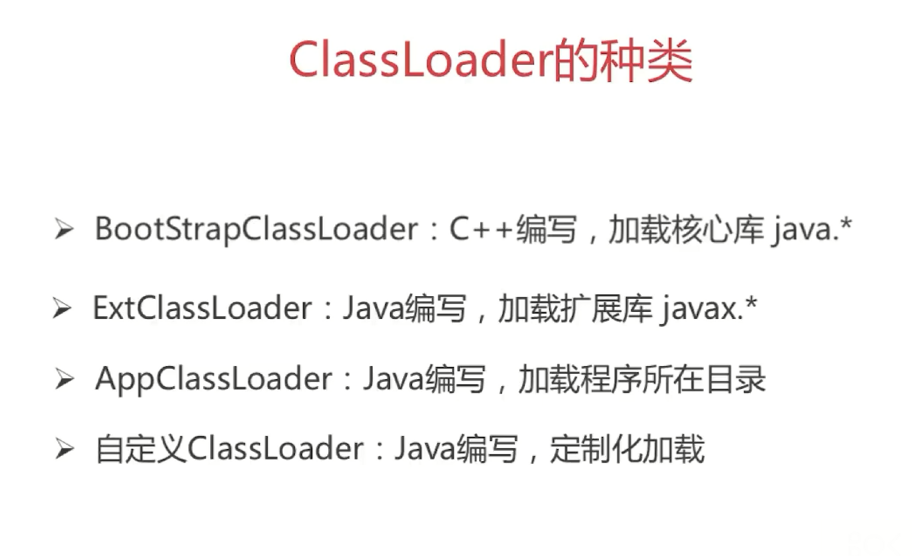 ClassLoader的种类
➢ BootStrapClassLoader：C++编写，加载核心库 java.*
➢ ExtClassLoader：Java编写，加载扩展库 javax.*
➢ AppClassLoader：Java编写，加载程序所在目录
➢ 自定义ClassLoader：Java编写，定制化加载